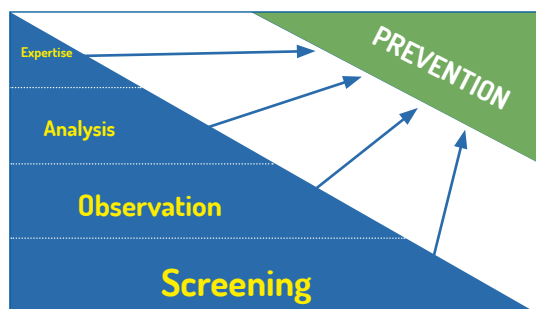 PREVENTION
Expertise
Analysis
Observation
Screening